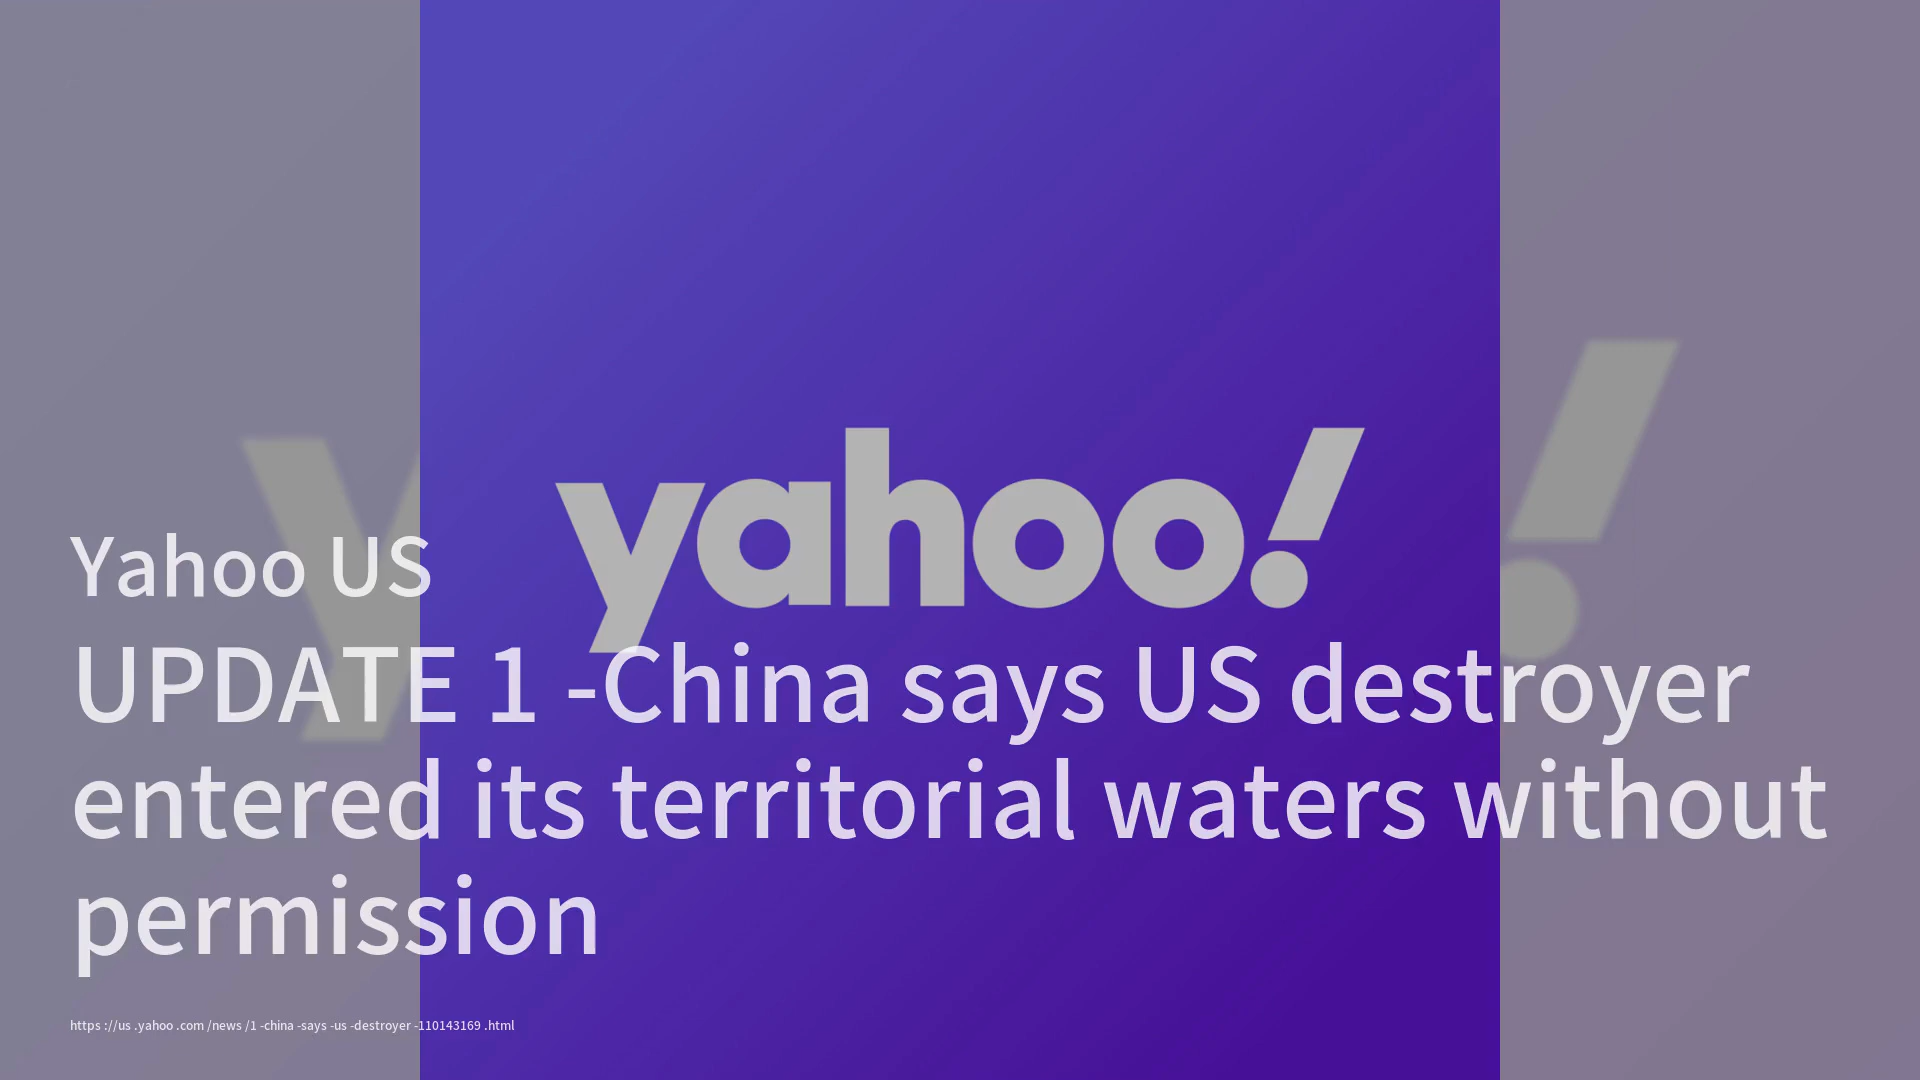 yahoo!
Yahoo US
UPDATE 1 -China says US destroyer
entered its territorial waters without
permission
https ://us .yahoo .com /news /1 -china -says -us -destroyer -110143169 .html